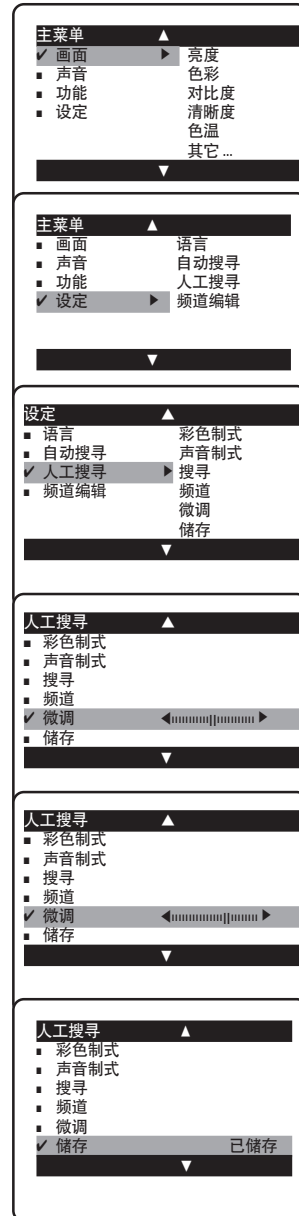 主菜单 ▲
✔ 画面 ▶ 亮度
■ 声音 色彩
■ 功能 对比度
■ 设定 清晰度
色温
其它 ...
▼
主菜单 ▲
■ 画面 语言
■ 声音 自动搜寻
■ 功能 人工搜寻
✔ 设定 ▶ 频道编辑
▼
设定 ▲
■ 语言 彩色制式
■ 自动搜寻 声音制式
✔ 人工搜寻 ▶ 搜寻
■ 频道编辑 频道
微调
储存
▼
人工搜寻 ▲
■ 彩色制式
■ 声音制式
■ 搜寻
■ 频道
✔ 微调 ◀ ▶
■ 储存
▼
人工搜寻 ▲
■ 彩色制式
■ 声音制式
■ 搜寻
■ 频道
✔ 微调 ◀ ▶
■ 储存
▼
人工搜寻 ▲
■ 彩色制式
■ 声音制式
■ 搜寻
■ 频道
■ 微调
✔ 储存 已储存
▼